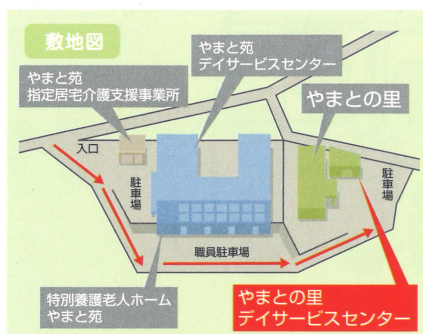 敷地図
やまと苑
デイサービスセンター
やまと苑
指定居宅介護支援事業所
やまとの里
入口
駐車場
駐車場
職員駐車場
特別養護老人ホーム
やまと苑
やまとの里
デイサービスセンター